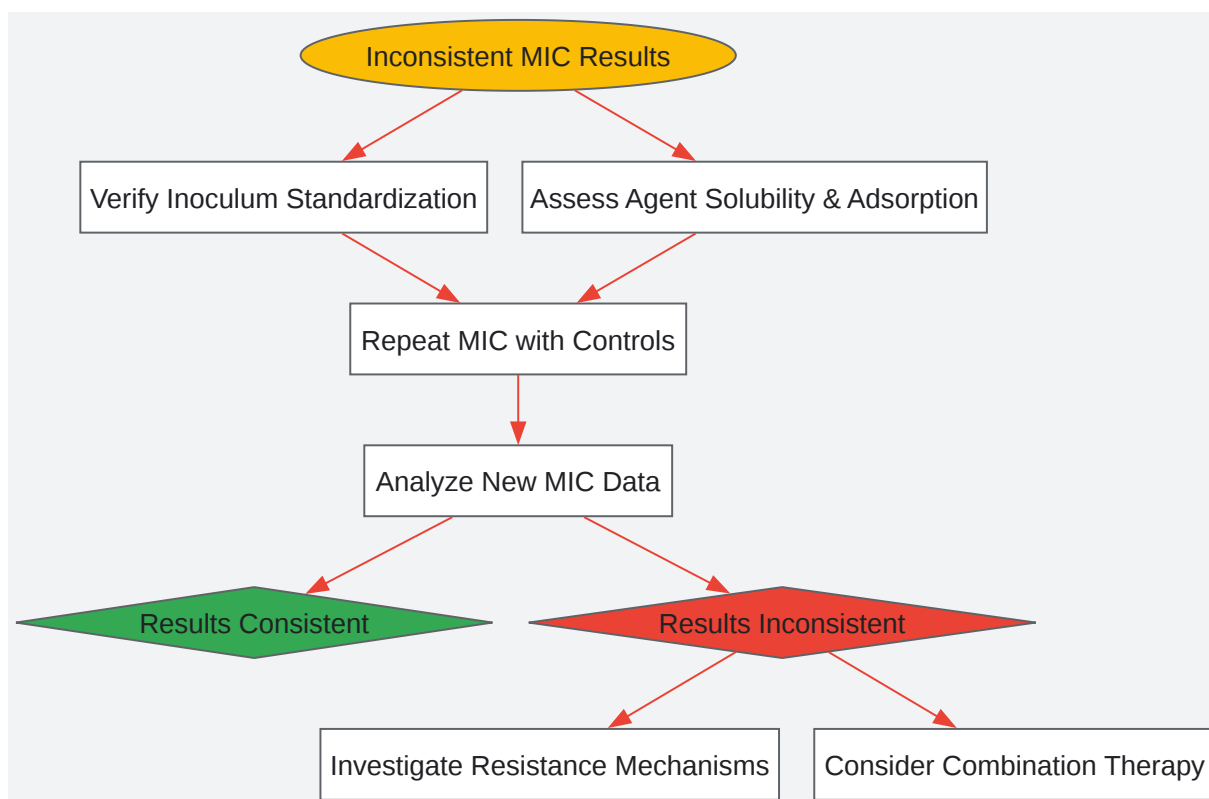 Inconsistent MIC Results
Verify Inoculum Standardization
Assess Agent Solubility & Adsorption
Repeat MIC with Controls
Analyze New MIC Data
Results Consistent
Results Inconsistent
Investigate Resistance Mechanisms
Consider Combination Therapy